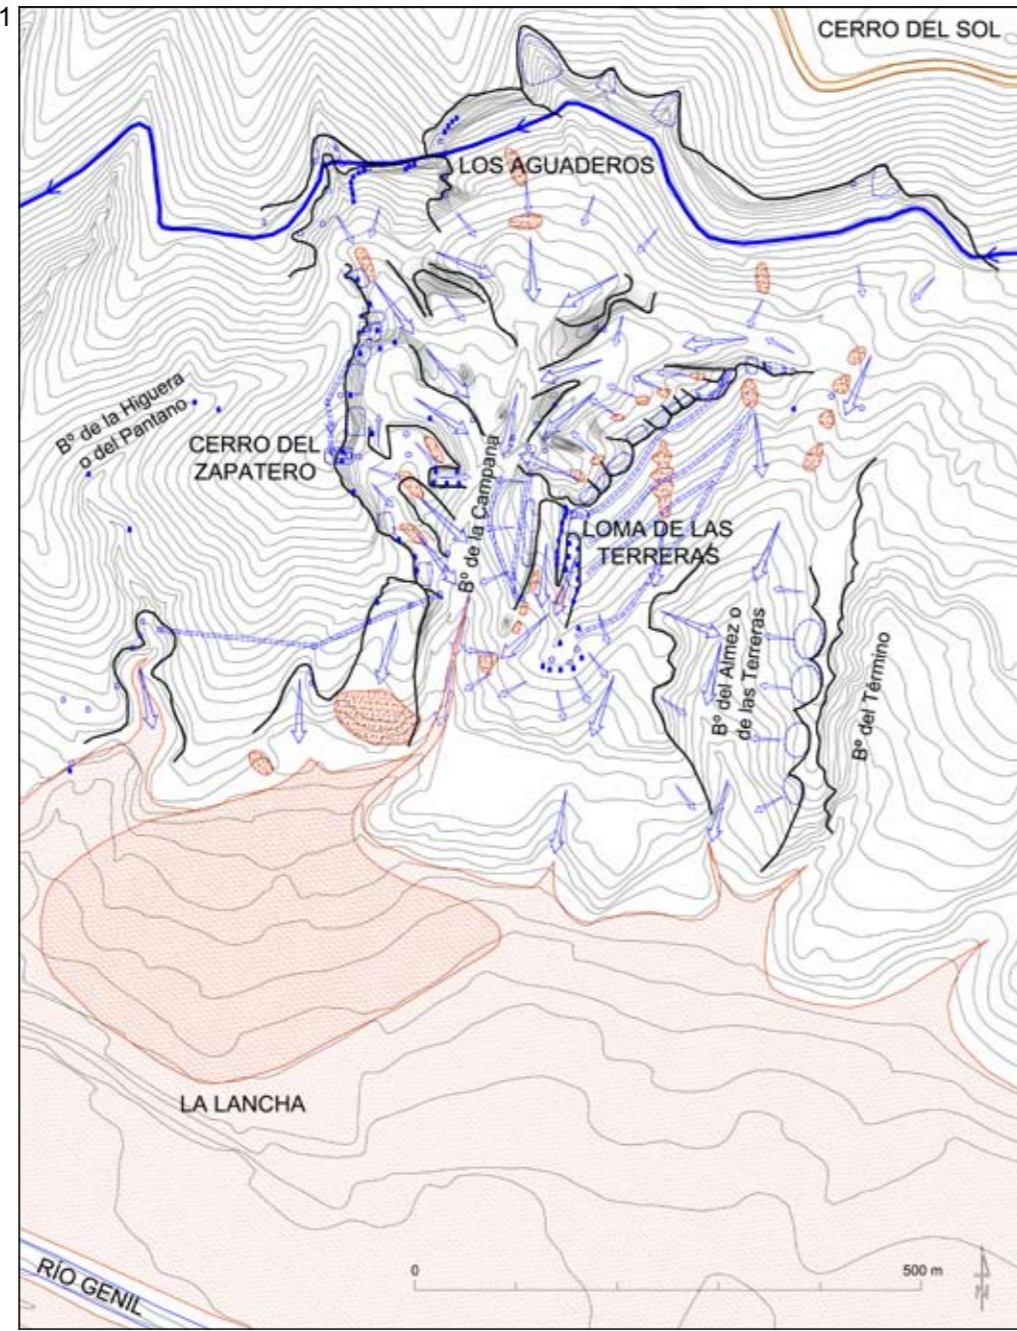 1
CERRO DEL SOL
LOS AGUADEROS
Bº de la Higuera
o del Pantano
CERRO DEL
ZAPATERO
Bº de la Campana
LOMA DE LAS
TERRERAS
Bº del Almez o
de las Terreras
Bº del Término
LA LANCHA
RÍO GENIL
0
500 m
N